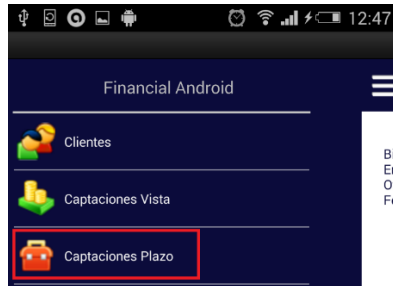 12:47
Financial Android
Clientes
Captaciones Vista
Captaciones Plazo